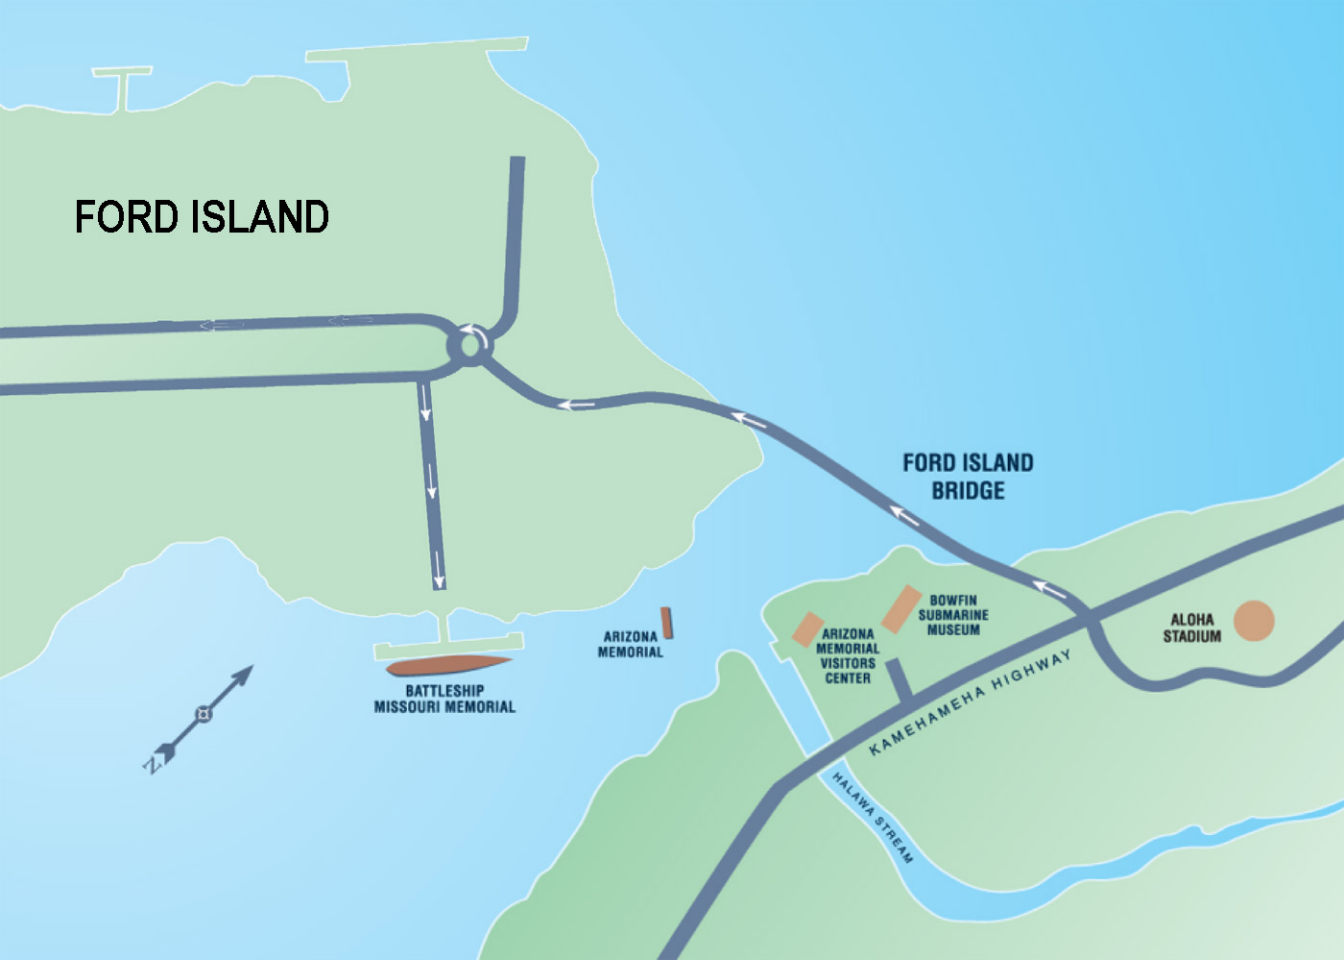 FORD ISLAND
FORD ISLAND
BRIDGE
BOWFIN
SUBMARINE
MUSEUM
ALOHA
STADIUM
ARIZONA
MEMORIAL
ARIZONA
MEMORIAL
VISITORS
CENTER
KAMEHAMEHA HIGHWAY
BATTLESHIP
MISSOURI MEMORIAL
N
HALAWA STREAM